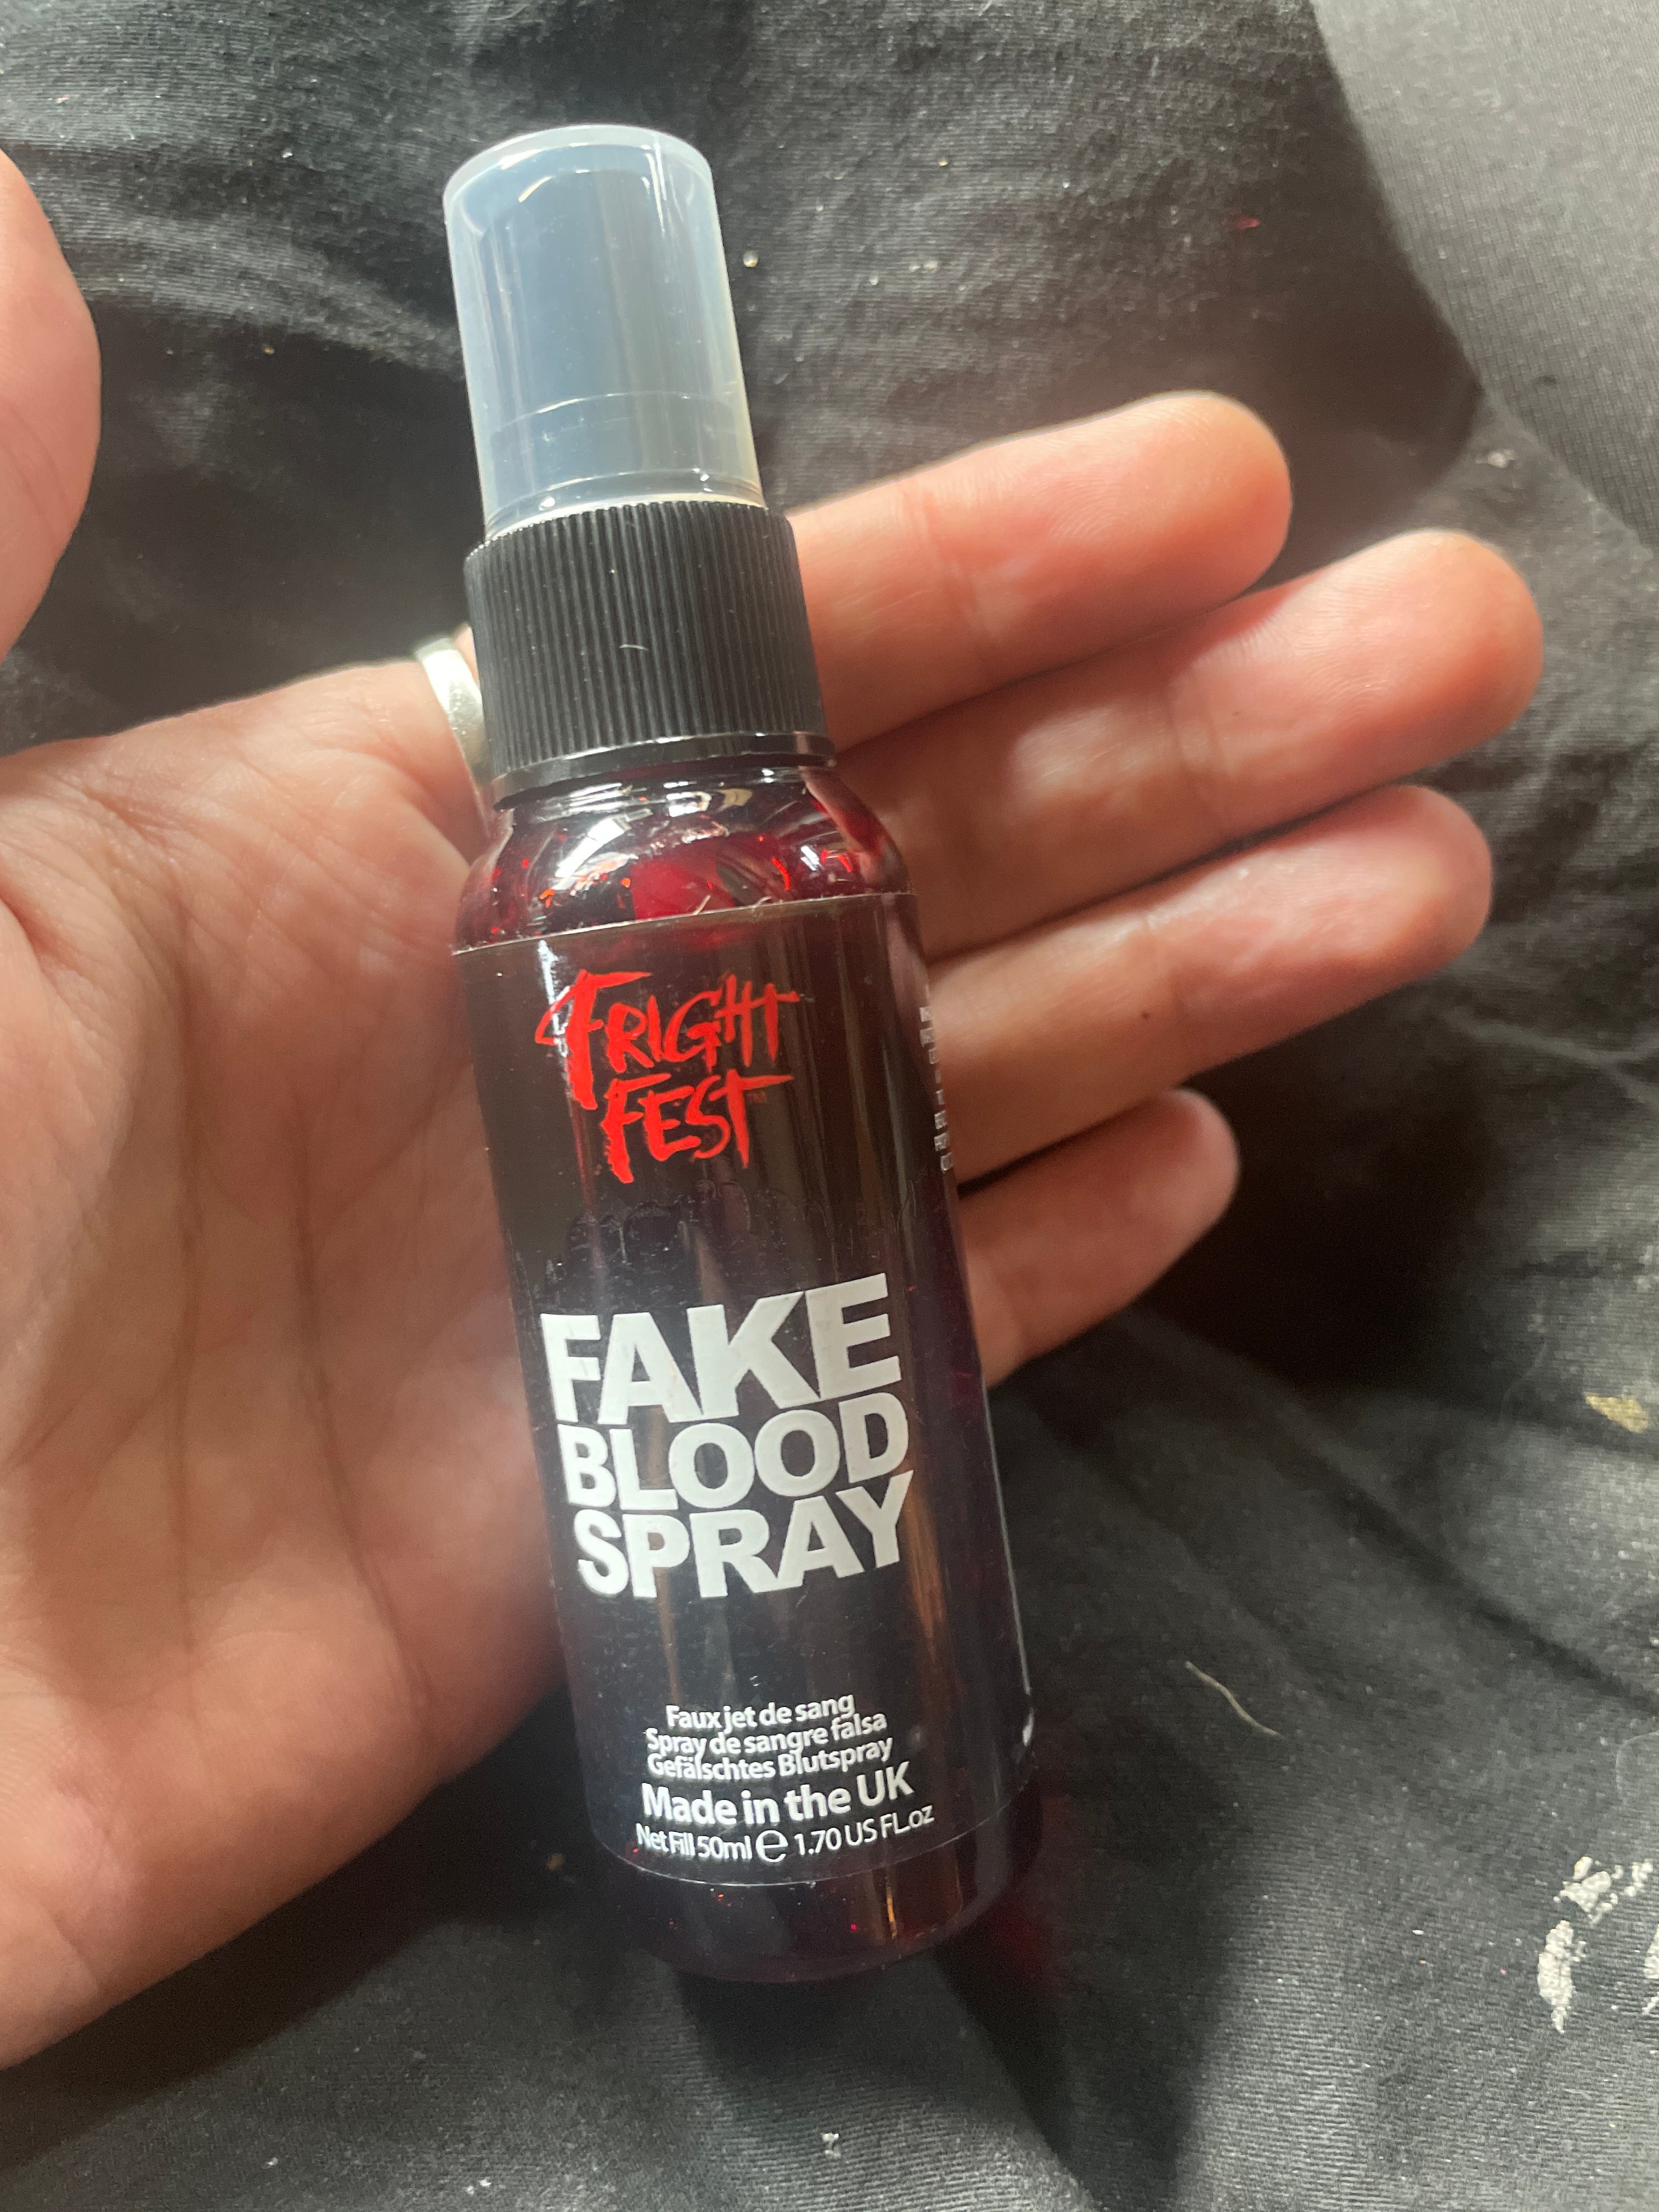 FRIGHT
FEST™
FAKE
BLOOD
SPRAY
Faux jet de sang
Spray de sangre falsa
Gefälschtes Blutspray
Made in the UK
Net Fill 50ml ℮ 1.70 US FL.oz